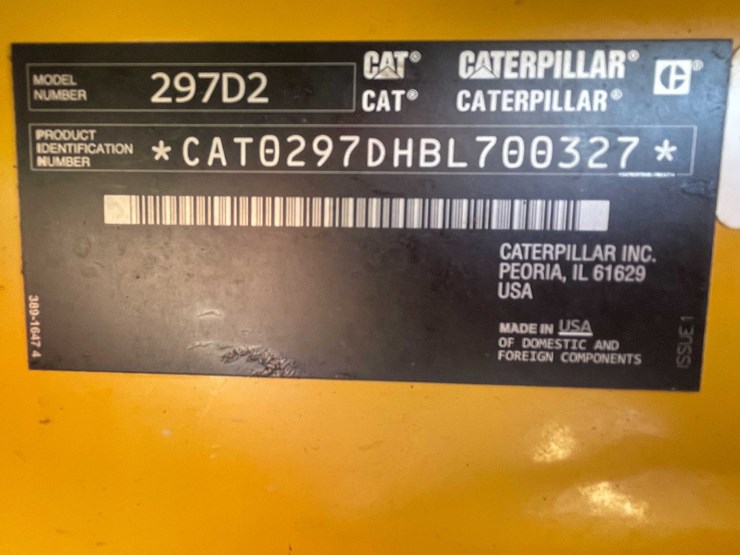 MODEL
NUMBER
297D2
CAT® CATERPILLAR® C®
CAT® CATERPILLAR®
PRODUCT
IDENTIFICATION
NUMBER
*CAT0297DHBL700327*
CATERPILLAR INC.
PEORIA, IL 61629
USA
MADE IN USA
OF DOMESTIC AND
FOREIGN COMPONENTS
389-1647 4
ISSUE 1